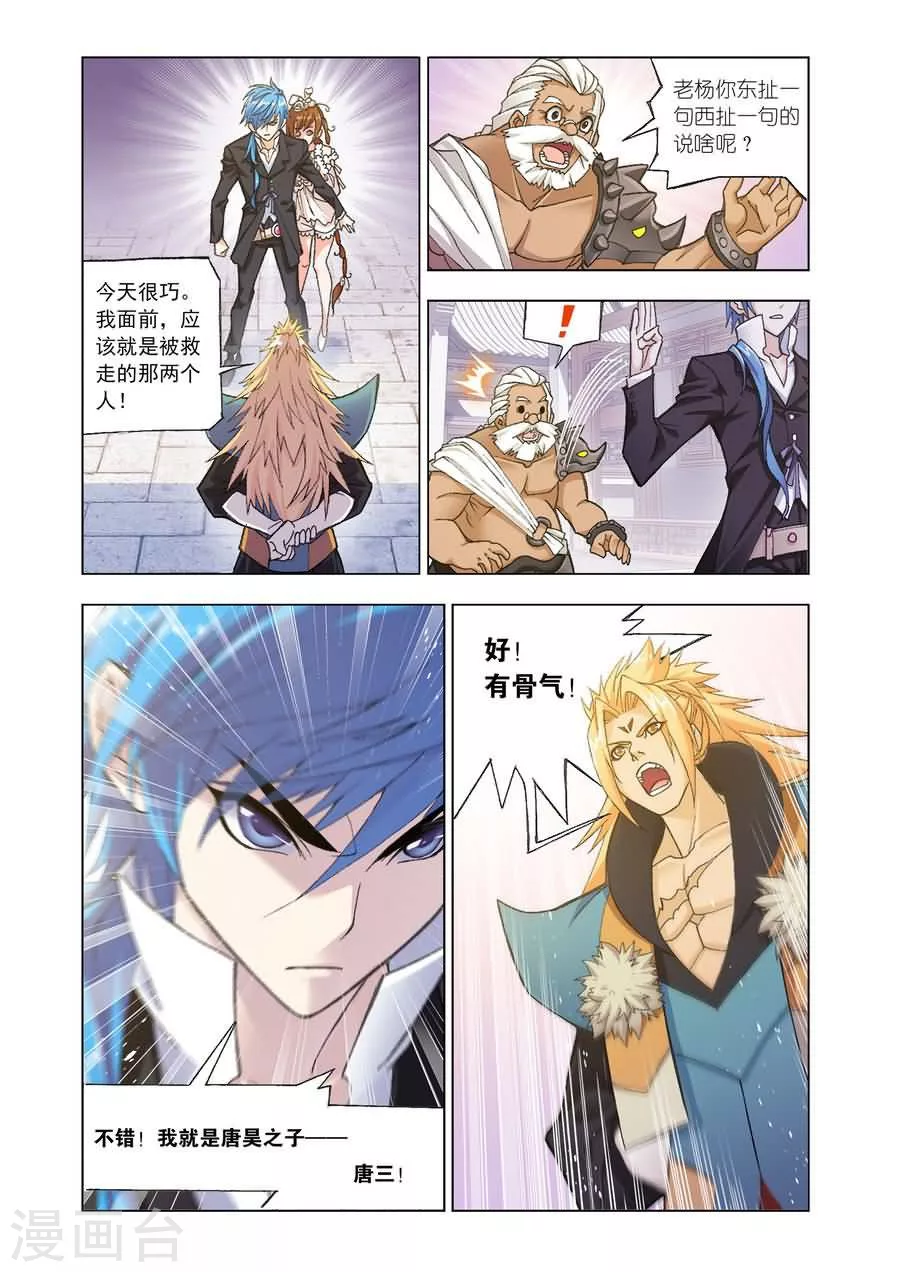 今天很巧。
我面前，应
该就是被救
走的那两个
人！
老杨你东扯一
句西扯一句的
说啥呢？
！
不错！我就是唐昊之子——
唐三！
好！
有骨气！
漫画台